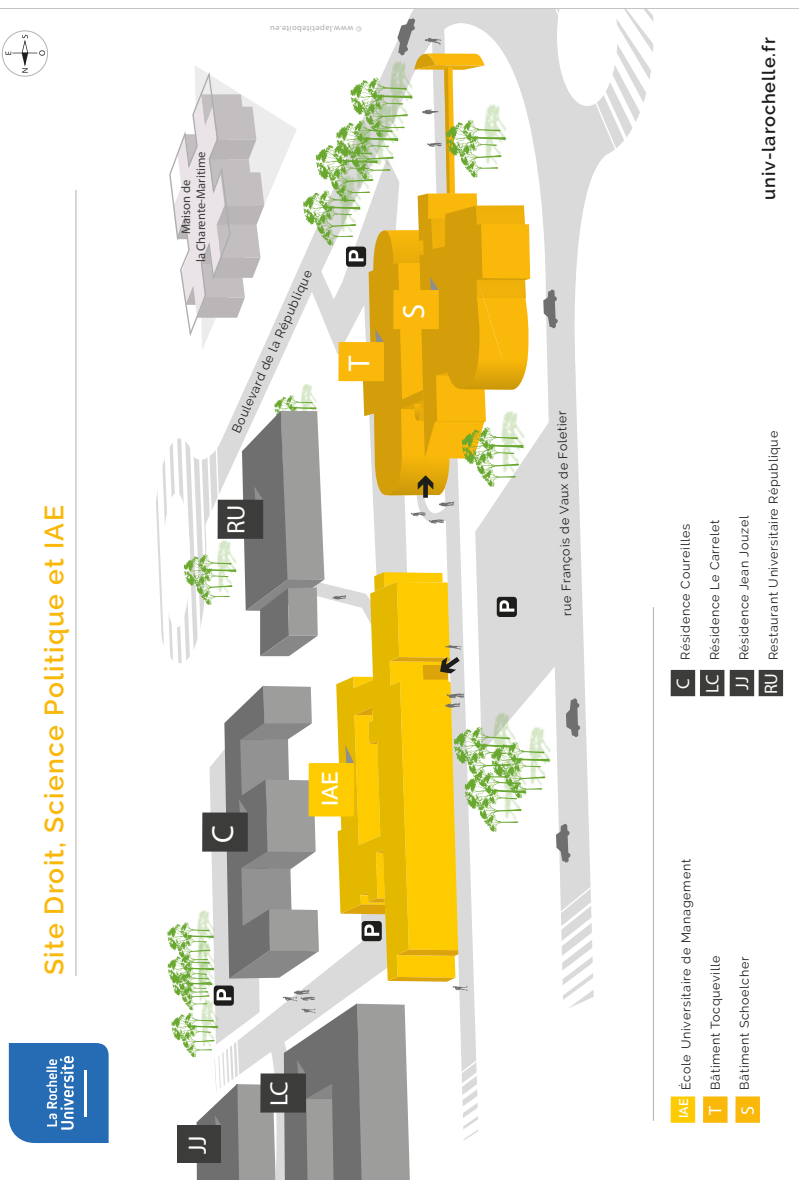 La Rochelle
Université
Site Droit, Science Politique et IAE
E
N
S
O
© www.lapetiteboite.eu
Maison de
la Charente-Maritime
Boulevard de la République
RU
C
JJ
LC
IAE
T
S
P
P
P
P
rue François de Vaux de Foletier
IAE École Universitaire de Management
T Bâtiment Tocqueville
S Bâtiment Schoelcher
C Résidence Coureilles
LC Résidence Le Carrelet
JJ Résidence Jean Jouzel
RU Restaurant Universitaire République
univ-larochelle.fr